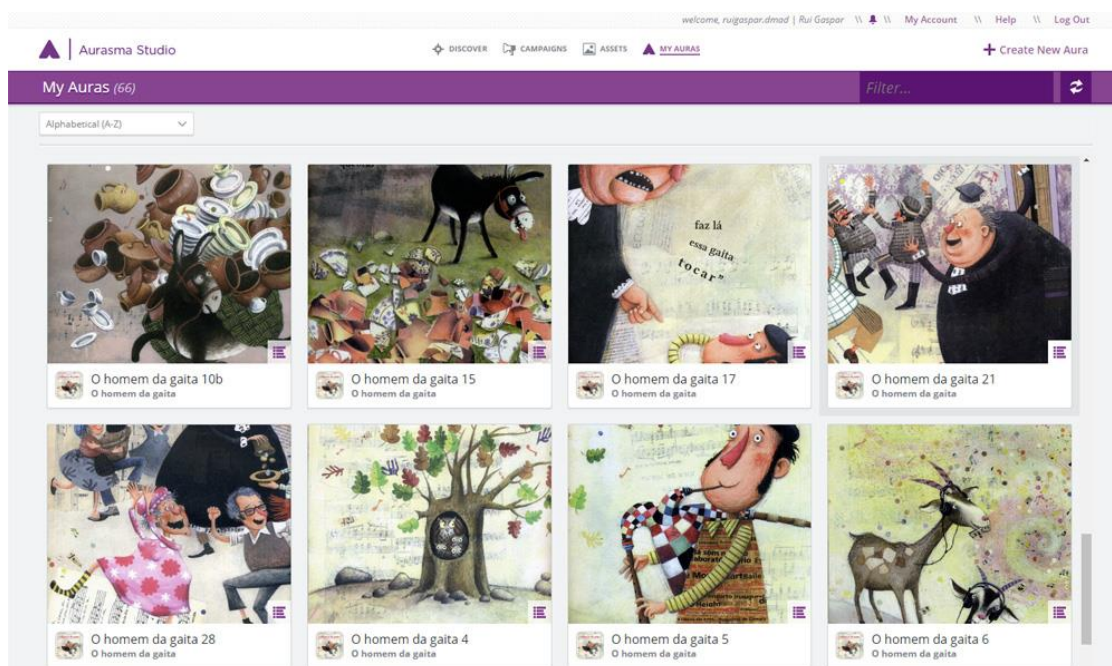 welcome, ruigaspar.dmad | Rui Gaspar \\ \\ My Account \\ Help \\ Log Out
Aurasma Studio
DISCOVER CAMPAIGNS ASSETS MY AURAS
Create New Aura
My Auras (66)
Filter...
Alphabetical (A-Z)
faz lá
essa gaita
tocar”
O homem da gaita 10b
O homem da gaita
O homem da gaita 15
O homem da gaita
O homem da gaita 17
O homem da gaita
O homem da gaita 21
O homem da gaita
O homem da gaita 28
O homem da gaita
O homem da gaita 4
O homem da gaita
O homem da gaita 5
O homem da gaita
O homem da gaita 6
O homem da gaita